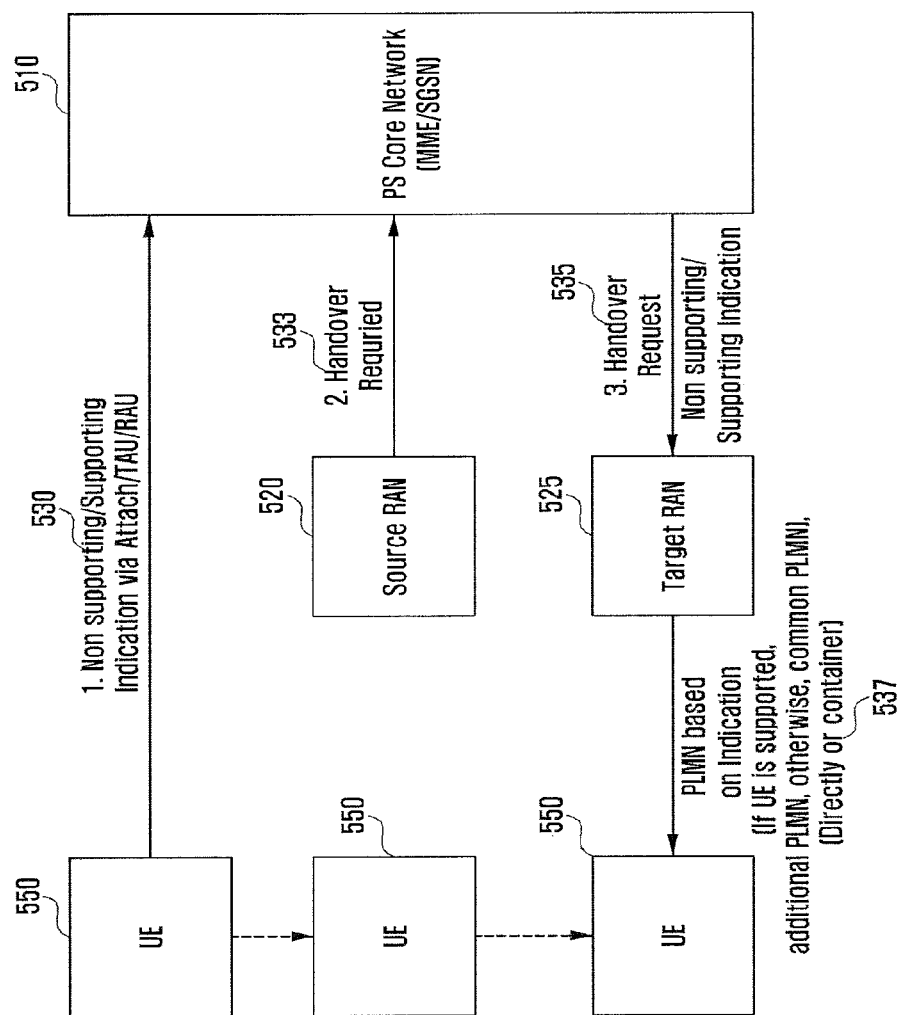 510
PS Core Network
(MME/SGSN)
530
1. Non supporting/Supporting
Indication via Attach/TAU/RAU
533
2. Handover
Requried
535
3. Handover
Request
Non supporting/
Supporting Indication
520
Source RAN
525
Target RAN
PLMN based
on Indication
(If UE is supported,
additional PLMN, otherwise, common PLMN),
(Directly or container)
537
550
UE
550
UE
550
UE